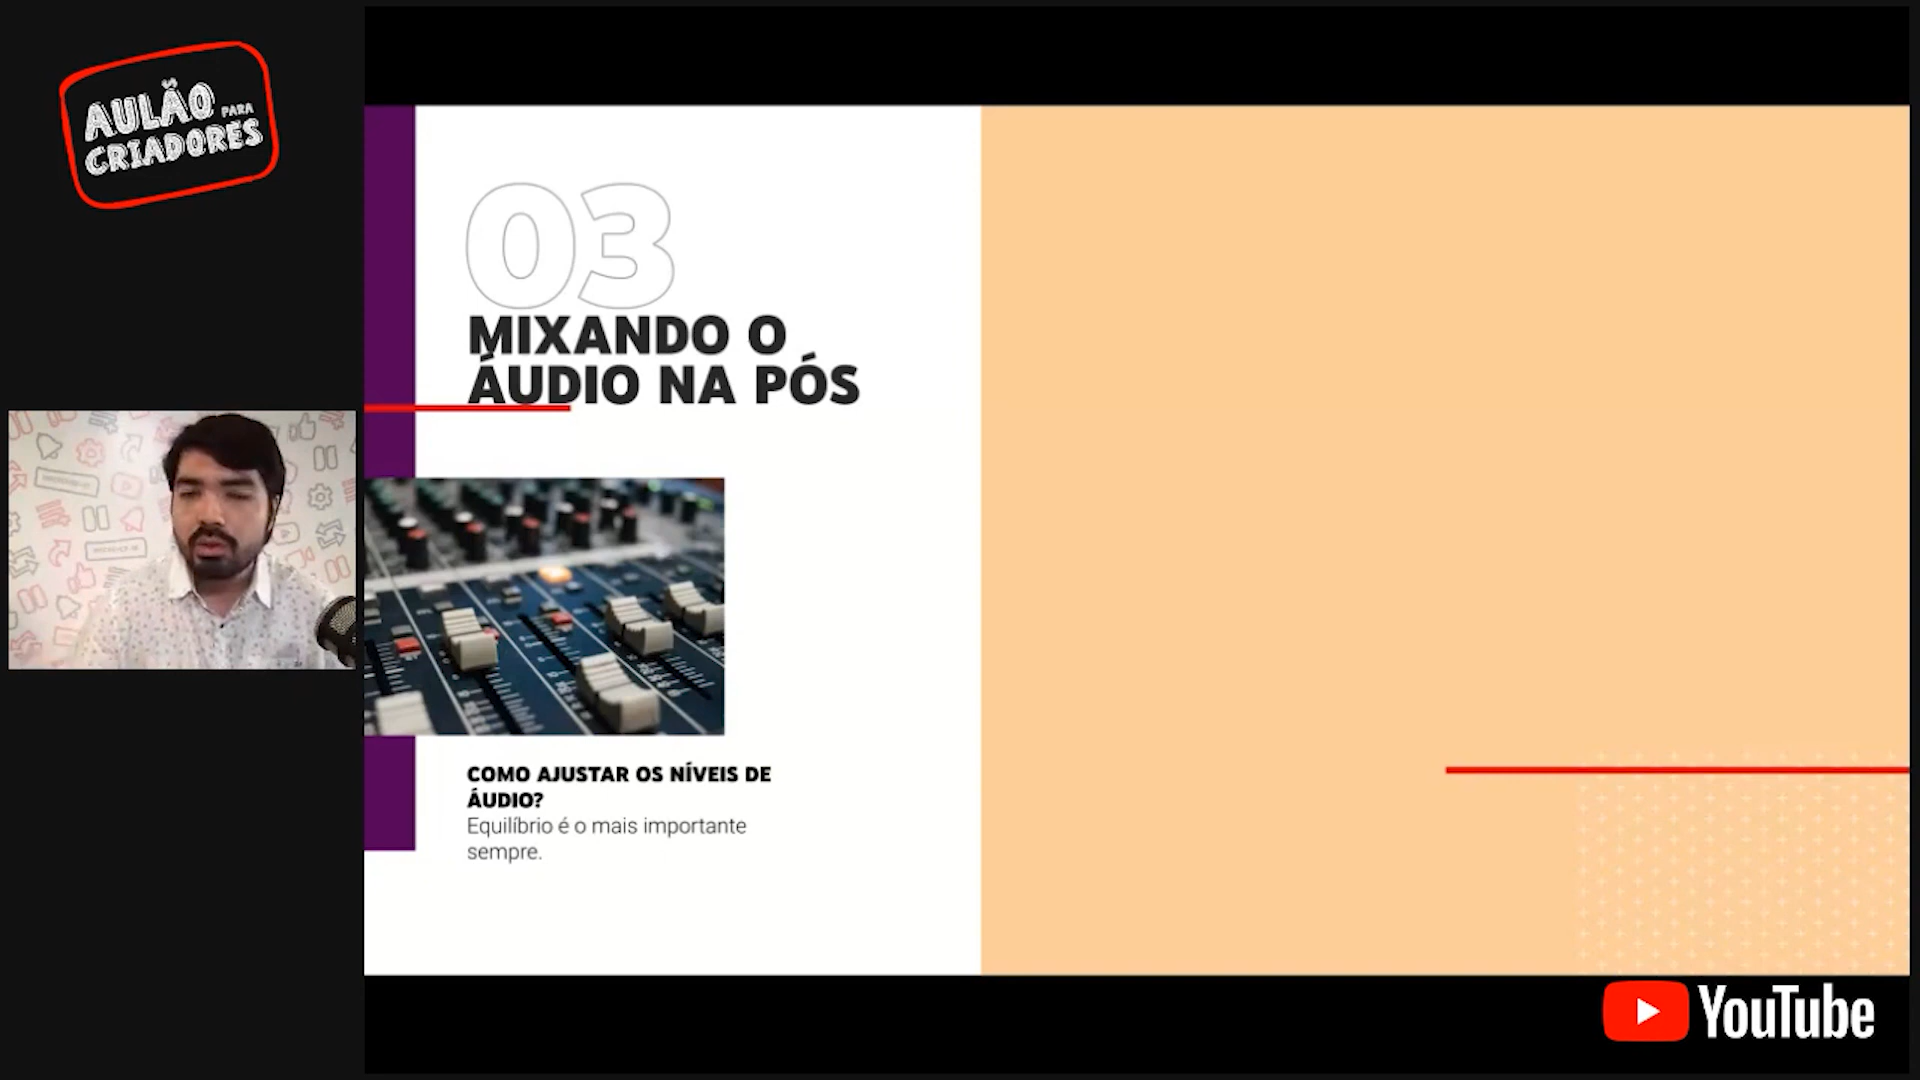 AULÃO PARA
CRIADORES
03
MIXANDO O
ÁUDIO NA PÓS
COMO AJUSTAR OS NÍVEIS DE
ÁUDIO?
Equilíbrio é o mais importante
sempre.
YouTube